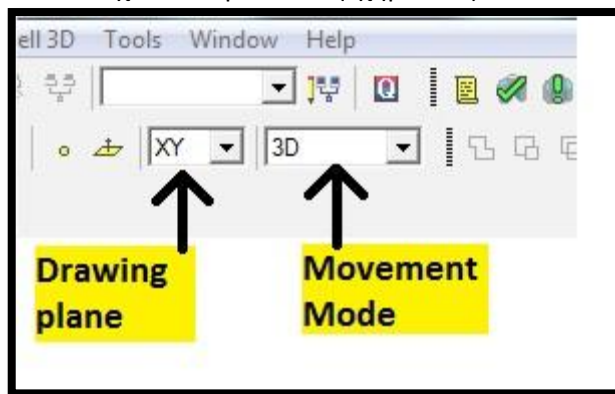 ell 3D Tools Window Help
XY 3D
Drawing
plane
Movement
Mode